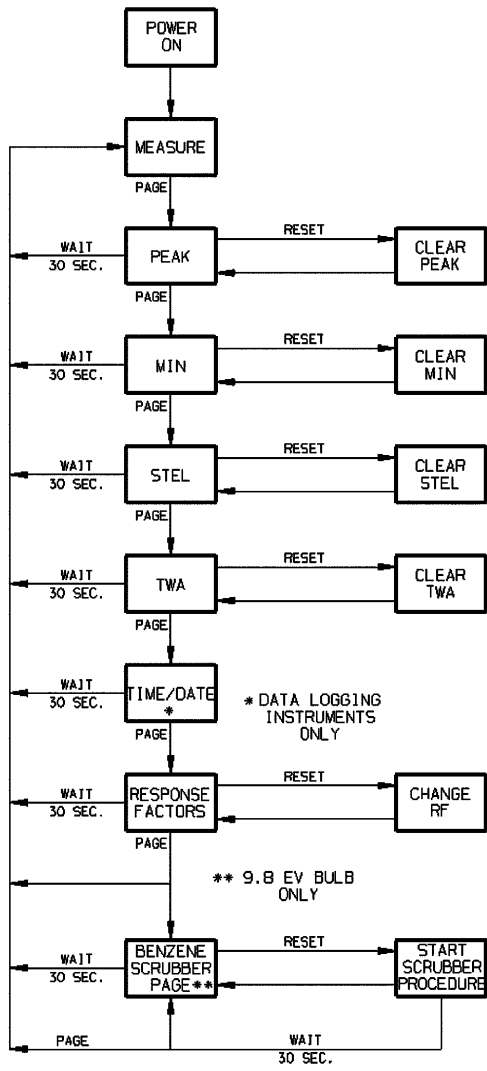 POWER
ON
MEASURE
PAGE
WAIT
30 SEC.
PEAK
RESET
CLEAR
PEAK
PAGE
WAIT
30 SEC.
MIN
RESET
CLEAR
MIN
PAGE
WAIT
30 SEC.
STEL
RESET
CLEAR
STEL
PAGE
WAIT
30 SEC.
TWA
RESET
CLEAR
TWA
PAGE
WAIT
30 SEC.
TIME/DATE
*
* DATA LOGGING
INSTRUMENTS
ONLY
PAGE
WAIT
30 SEC.
RESPONSE
FACTORS
RESET
CHANGE
RF
PAGE
** 9.8 EV BULB
ONLY
WAIT
30 SEC.
BENZENE
SCRUBBER
PAGE**
RESET
START
SCRUBBER
PROCEDURE
PAGE
WAIT
30 SEC.